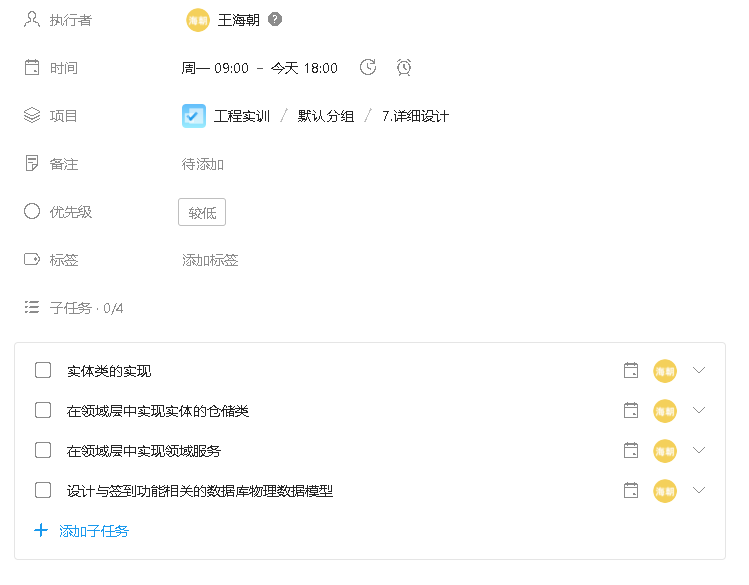 执行者 海朝 王海朝 ?
时间 周一 09:00 - 今天 18:00
项目 工程实训 / 默认分组 / 7.详细设计
备注 待添加
优先级 较低
标签 添加标签
子任务 · 0/4
实体类的实现 海朝
在领域层中实现实体的仓储类 海朝
在领域层中实现领域服务 海朝
设计与签到功能相关的数据库物理数据模型 海朝
+ 添加子任务